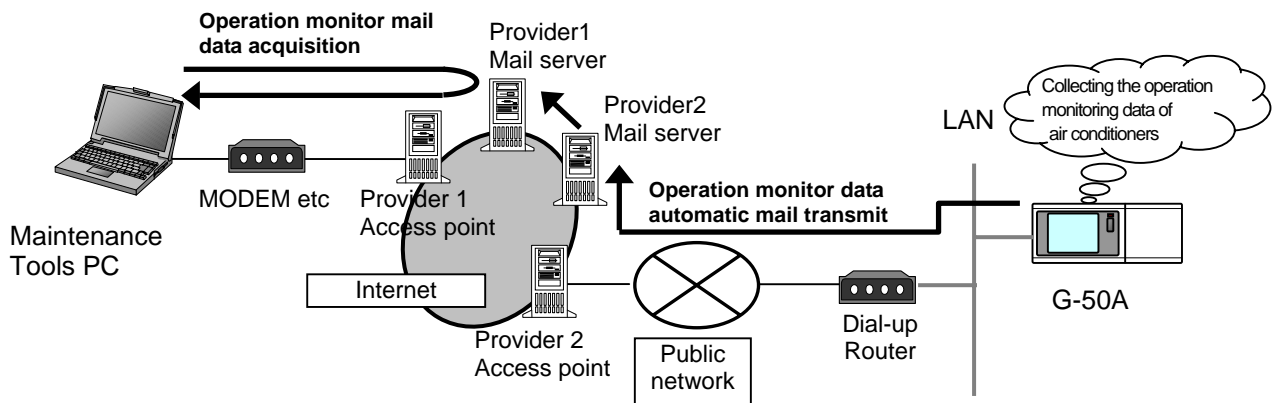 Operation monitor mail
data acquisition
Provider1
Mail server
Provider2
Mail server
LAN
Collecting the operation
monitoring data of
air conditioners
MODEM etc
Provider 1
Access point
Operation monitor data
automatic mail transmit
Maintenance
Tools PC
Internet
G-50A
Provider 2
Access point
Public
network
Dial-up
Router